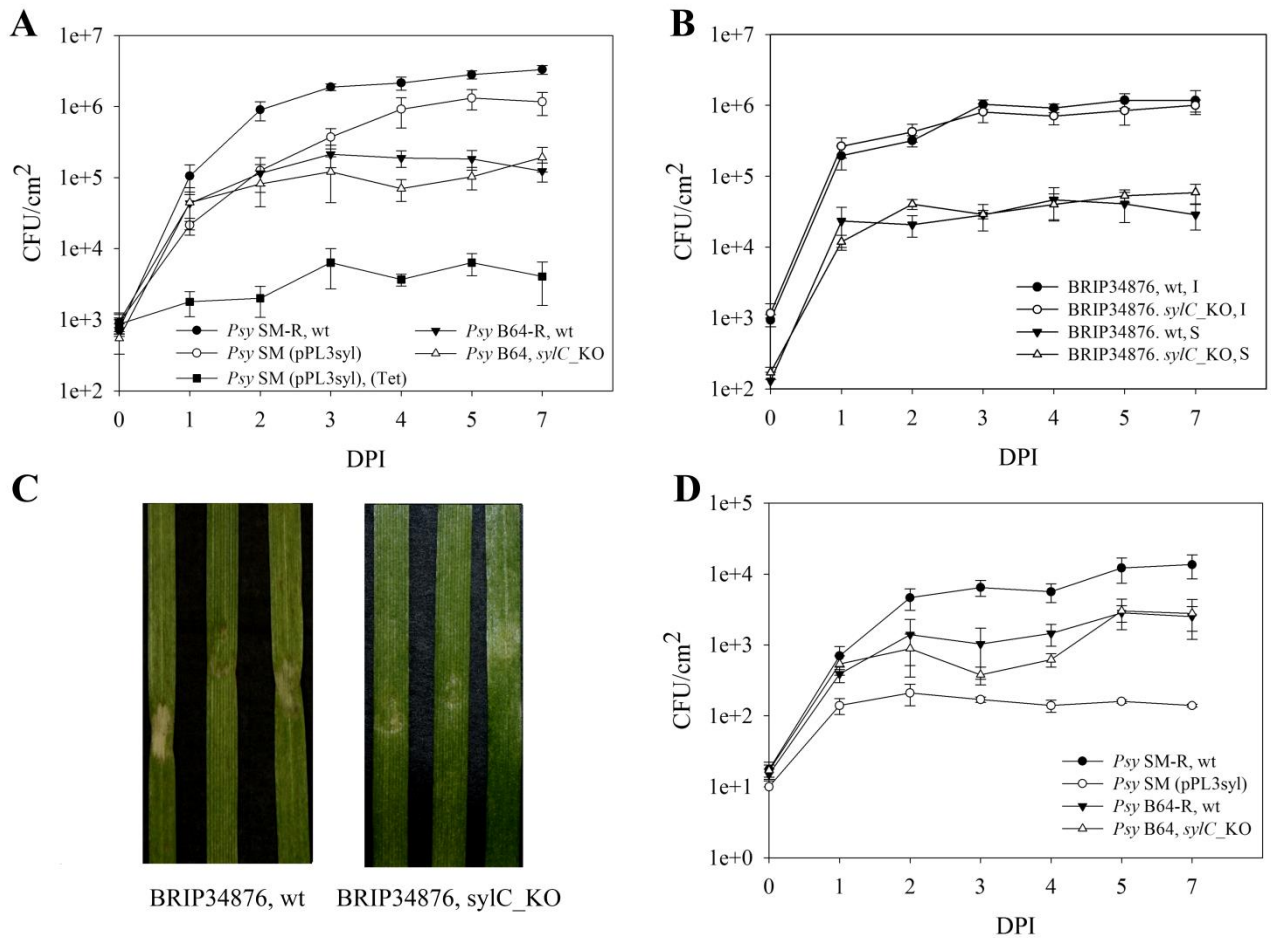 A
1e+7
1e+6
1e+5
1e+4
1e+3
1e+2
CFU/cm2
0 1 2 3 4 5 7
DPI
Psy SM-R, wt
Psy SM (pPL3syl)
Psy SM (pPL3syl), (Tet)
Psy B64-R, wt
Psy B64, sylC_KO
B
1e+7
1e+6
1e+5
1e+4
1e+3
1e+2
CFU/cm2
0 1 2 3 4 5 7
DPI
BRIP34876, wt, I
BRIP34876. sylC_KO, I
BRIP34876. wt, S
BRIP34876. sylC_KO, S
C
BRIP34876, wt
BRIP34876, sylC_KO
D
1e+5
1e+4
1e+3
1e+2
1e+1
1e+0
CFU/cm2
0 1 2 3 4 5 7
DPI
Psy SM-R, wt
Psy SM (pPL3syl)
Psy B64-R, wt
Psy B64, sylC_KO